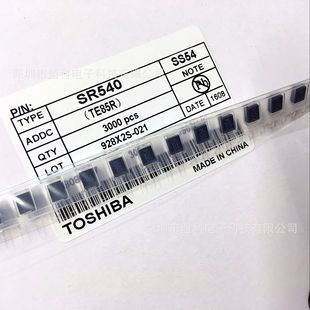 P/N:
TYPE SR540 SS54
ADDC (TE85R) NOTE
QTY 3000 pcs
LOT 928X2S-021 DATE 1608
TOSHIBA MADE IN CHINA